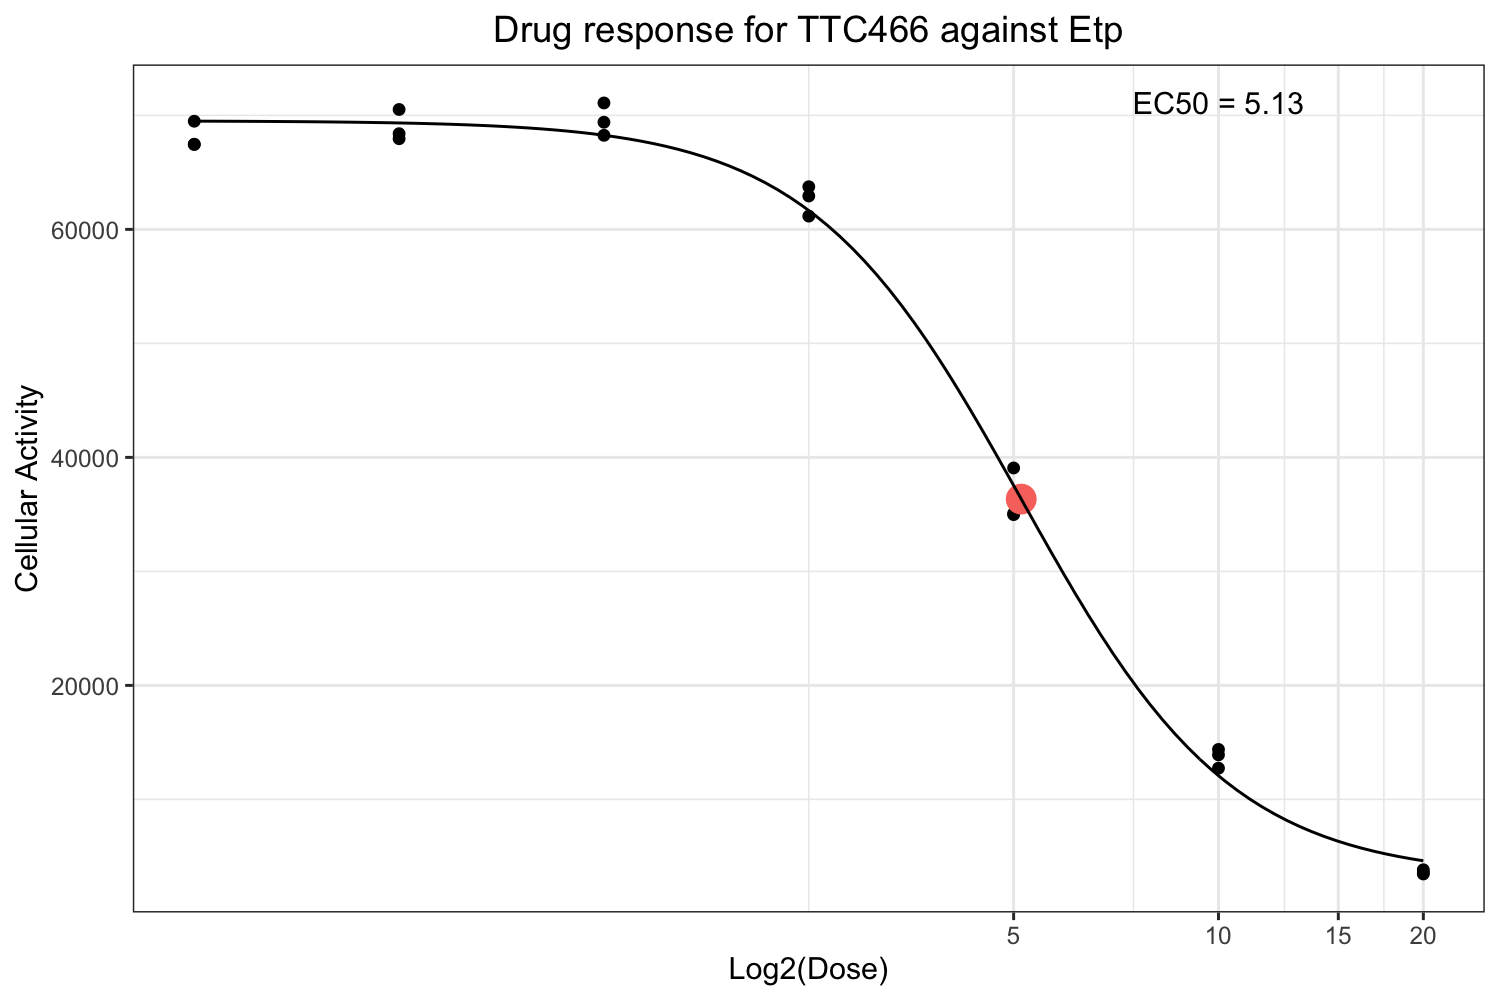 Drug response for TTC466 against Etp
EC50 = 5.13
60000
40000
20000
Cellular Activity
5 10 15 20
Log2(Dose)